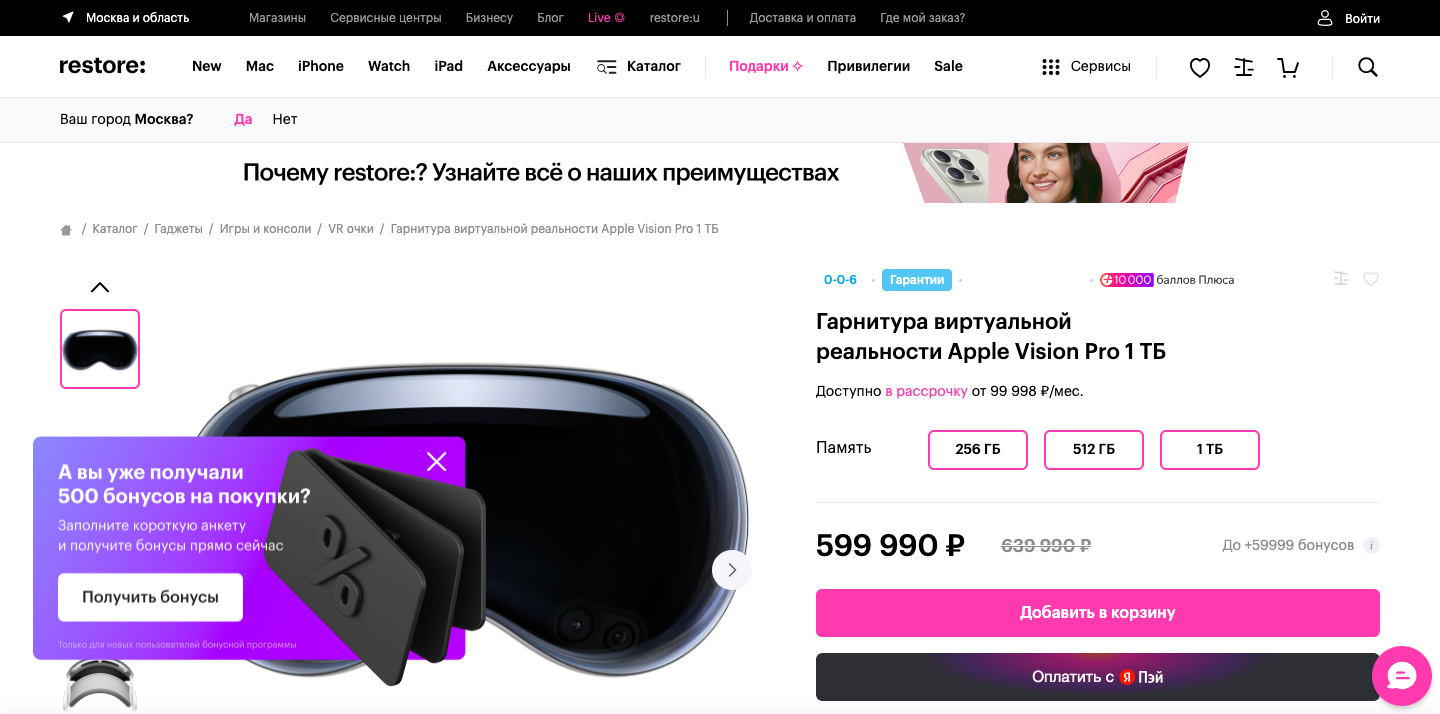 Москва и область
Магазины
Сервисные центры
Бизнесу
Блог
Live
restore:u
Доставка и оплата
Где мой заказ?
Войти
restore:
New
Mac
iPhone
Watch
iPad
Аксессуары
Каталог
Подарки
Привилегии
Sale
Сервисы
Ваш город Москва?
Да
Нет
Почему restore:? Узнайте всё о наших преимуществах
/ Каталог / Гаджеты / Игры и консоли / VR очки / Гарнитура виртуальной реальности Apple Vision Pro 1 ТБ
0-0-6
Гарантии
10 000 баллов Плюса
Гарнитура виртуальной
реальности Apple Vision Pro 1 ТБ
Доступно в рассрочку от 99 998 ₽/мес.
Память
256 ГБ
512 ГБ
1 ТБ
599 990 ₽
639 990 ₽
До +59999 бонусов
i
Добавить в корзину
Оплатить с Я Пэй
А вы уже получали
500 бонусов на покупки?
Заполните короткую анкету
и получите бонусы прямо сейчас
Получить бонусы
Только для новых пользователей бонусной программы
%